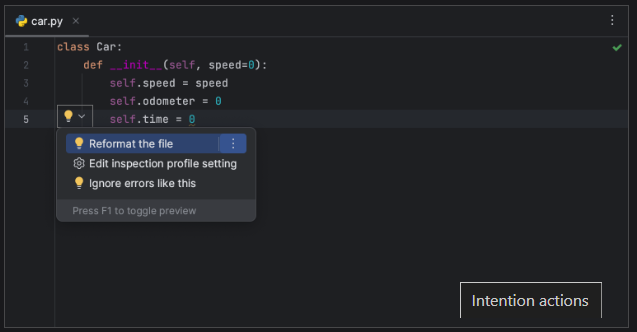 car.py
1 class Car:
2 def __init__(self, speed=0):
3 self.speed = speed
4 self.odometer = 0
5 self.time = 0
Reformat the file
Edit inspection profile setting
Ignore errors like this
Press F1 to toggle preview
Intention actions